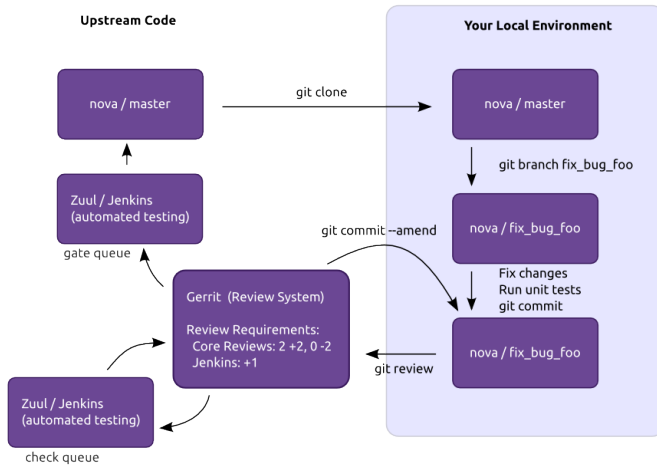 Upstream Code
Your Local Environment
nova / master
git clone
nova / master
git branch fix_bug_foo
Zuul / Jenkins
(automated testing)
gate queue
git commit --amend
nova / fix_bug_foo
Fix changes
Run unit tests
git commit
Gerrit  (Review System)
Review Requirements:
Core Reviews: 2 +2, 0 -2
Jenkins: +1
git review
nova / fix_bug_foo
Zuul / Jenkins
(automated testing)
check queue